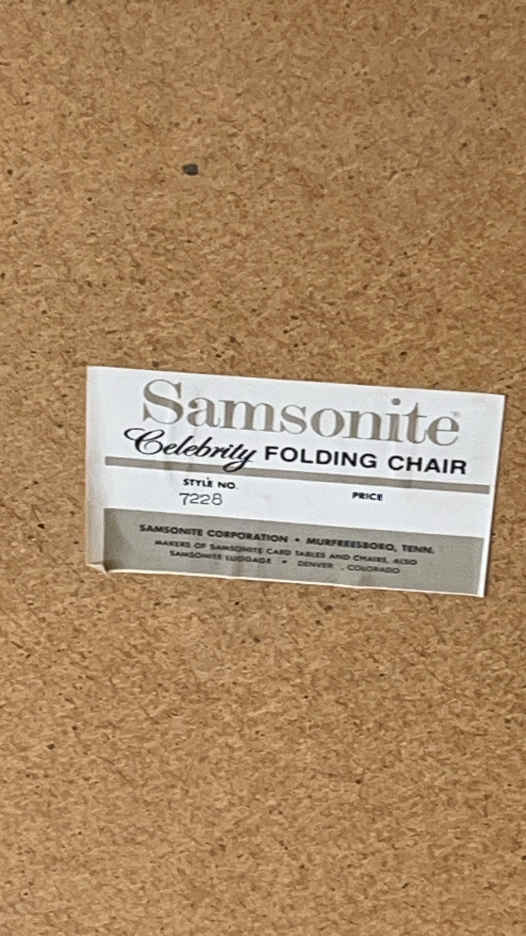 Samsonite
Celebrity FOLDING CHAIR
STYLE NO. PRICE
7228
SAMSONITE CORPORATION • MURFREESBORO, TENN.
MAKERS OF SAMSONITE CARD TABLES AND CHAIRS, ALSO
SAMSONITE LUGGAGE • DENVER , COLORADO